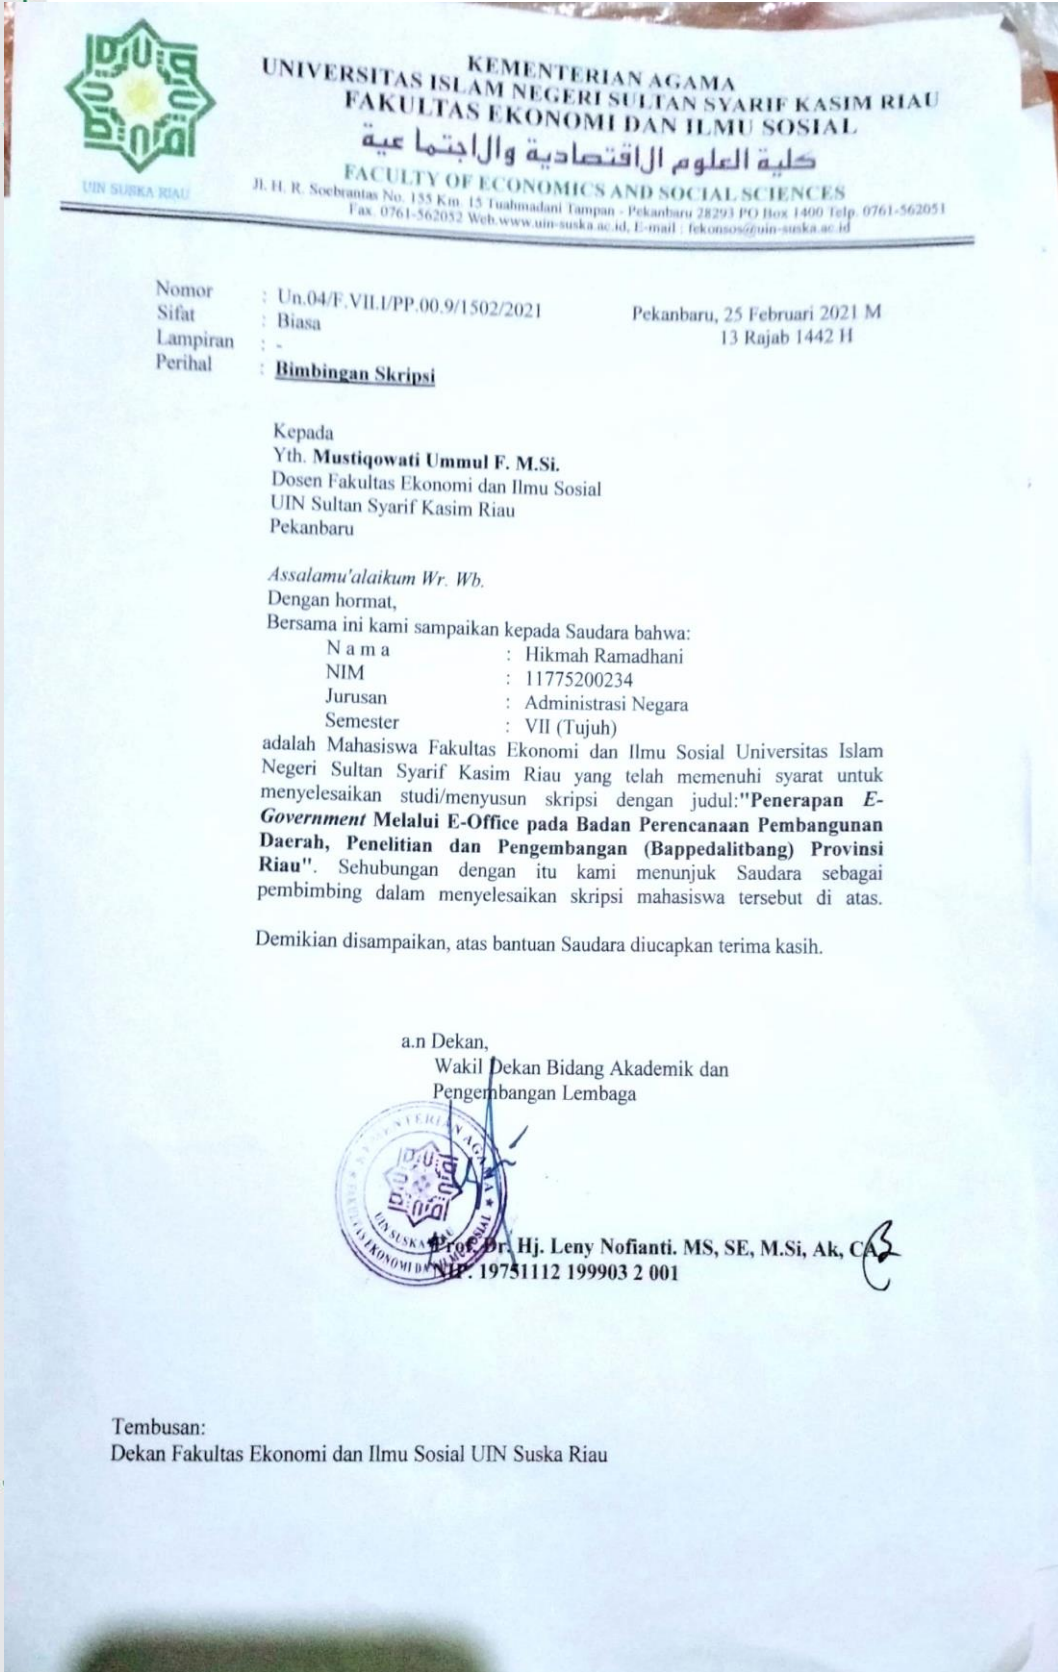 UIN SUSKA RIAU
KEMENTERIAN AGAMA
UNIVERSITAS ISLAM NEGERI SULTAN SYARIF KASIM RIAU
FAKULTAS EKONOMI DAN ILMU SOSIAL
كلية العلوم الاقتصادية والاجتماعية
FACULTY OF ECONOMICS AND SOCIAL SCIENCES
Jl. H. R. Soebrantas No. 155 Km. 15 Tuahmadani Tampan - Pekanbaru 28293 PO Box 1400 Telp. 0761-562051
Fax. 0761-562052 Web.www.uin-suska.ac.id, E-mail : fekonsos@uin-suska.ac.id
Nomor : Un.04/F.VII.I/PP.00.9/1502/2021 Pekanbaru, 25 Februari 2021 M
Sifat : Biasa 13 Rajab 1442 H
Lampiran : -
Perihal : Bimbingan Skripsi
Kepada
Yth. Mustiqowati Ummul F. M.Si.
Dosen Fakultas Ekonomi dan Ilmu Sosial
UIN Sultan Syarif Kasim Riau
Pekanbaru
Assalamu'alaikum Wr. Wb.
Dengan hormat,
Bersama ini kami sampaikan kepada Saudara bahwa:
N a m a : Hikmah Ramadhani
NIM : 11775200234
Jurusan : Administrasi Negara
Semester : VII (Tujuh)
adalah Mahasiswa Fakultas Ekonomi dan Ilmu Sosial Universitas Islam
Negeri Sultan Syarif Kasim Riau yang telah memenuhi syarat untuk
menyelesaikan studi/menyusun skripsi dengan judul:"Penerapan E-
Government Melalui E-Office pada Badan Perencanaan Pembangunan
Daerah, Penelitian dan Pengembangan (Bappedalitbang) Provinsi
Riau". Sehubungan dengan itu kami menunjuk Saudara sebagai
pembimbing dalam menyelesaikan skripsi mahasiswa tersebut di atas.
Demikian disampaikan, atas bantuan Saudara diucapkan terima kasih.
a.n Dekan,
Wakil Dekan Bidang Akademik dan
Pengembangan Lembaga
KEMENTERIAN AGAMA
UIN SUSKA RIAU
FAKULTAS EKONOMI DAN ILMU SOSIAL
Prof. Dr. Hj. Leny Nofianti. MS, SE, M.Si, Ak, CA
NIP. 19751112 199903 2 001
Tembusan:
Dekan Fakultas Ekonomi dan Ilmu Sosial UIN Suska Riau